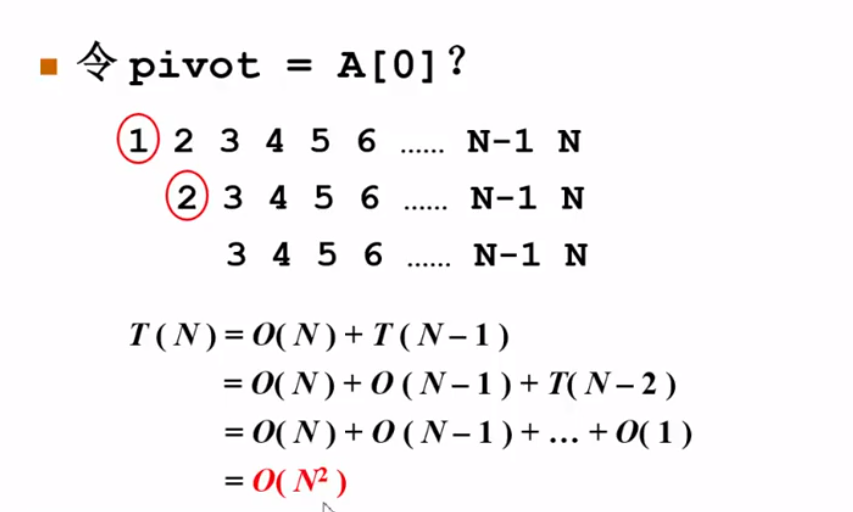 令 pivot = A[0]?
1 2 3 4 5 6 …… N-1 N
2 3 4 5 6 …… N-1 N
3 4 5 6 …… N-1 N
T(N) = O(N) + T(N–1)
= O(N) + O(N–1) + T(N–2)
= O(N) + O(N–1) + … + O(1)
= O(N²)